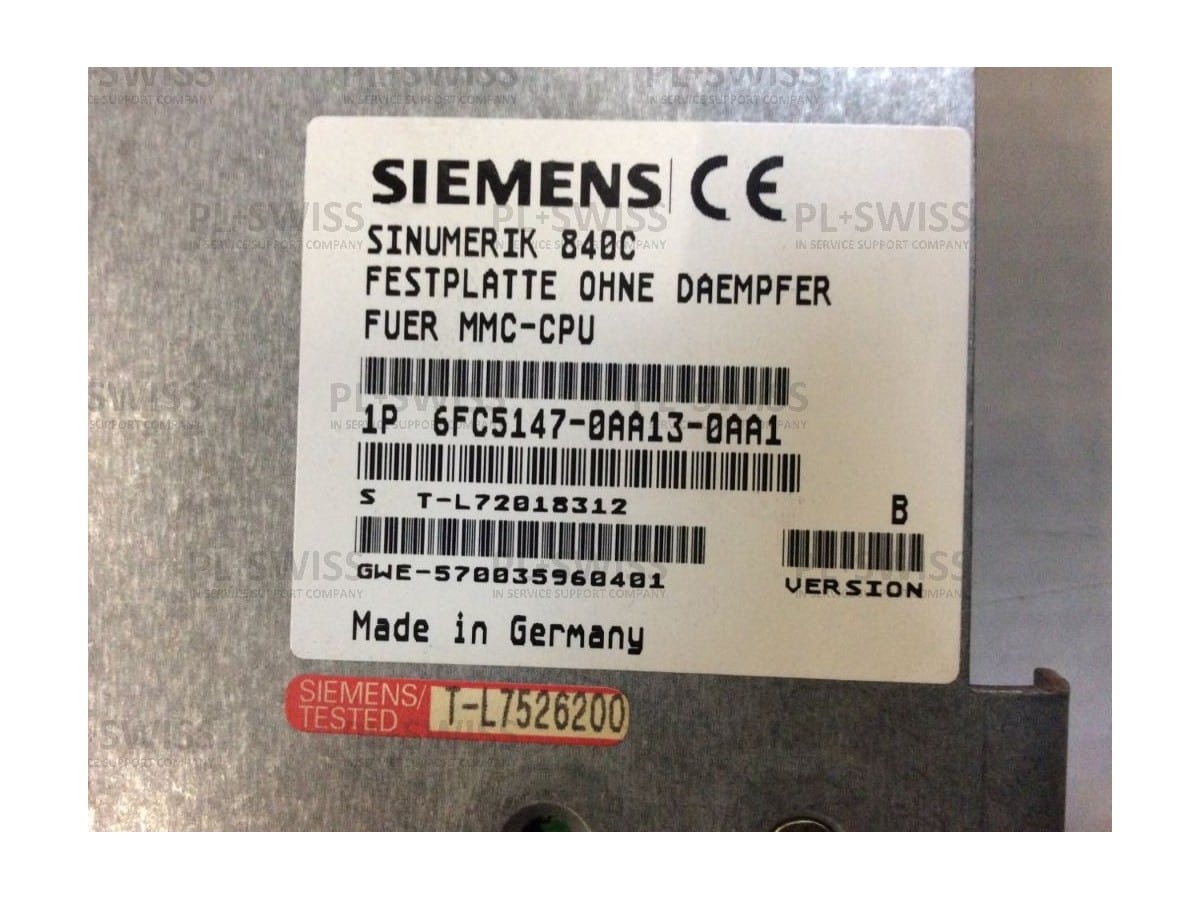 SIEMENS CE
SINUMERIK 840C
FESTPLATTE OHNE DAEMPFER
FUER MMC-CPU
1P 6FC5147-0AA13-0AA1
S T-L72018312
B
GWE-570035960401
VERSION
Made in Germany
SIEMENS/
TESTED
T-L7526200
PL+SWISS
IN SERVICE SUPPORT COMPANY